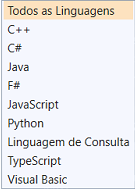 Todos as Linguagens
C++
C#
Java
F#
JavaScript
Python
Linguagem de Consulta
TypeScript
Visual Basic